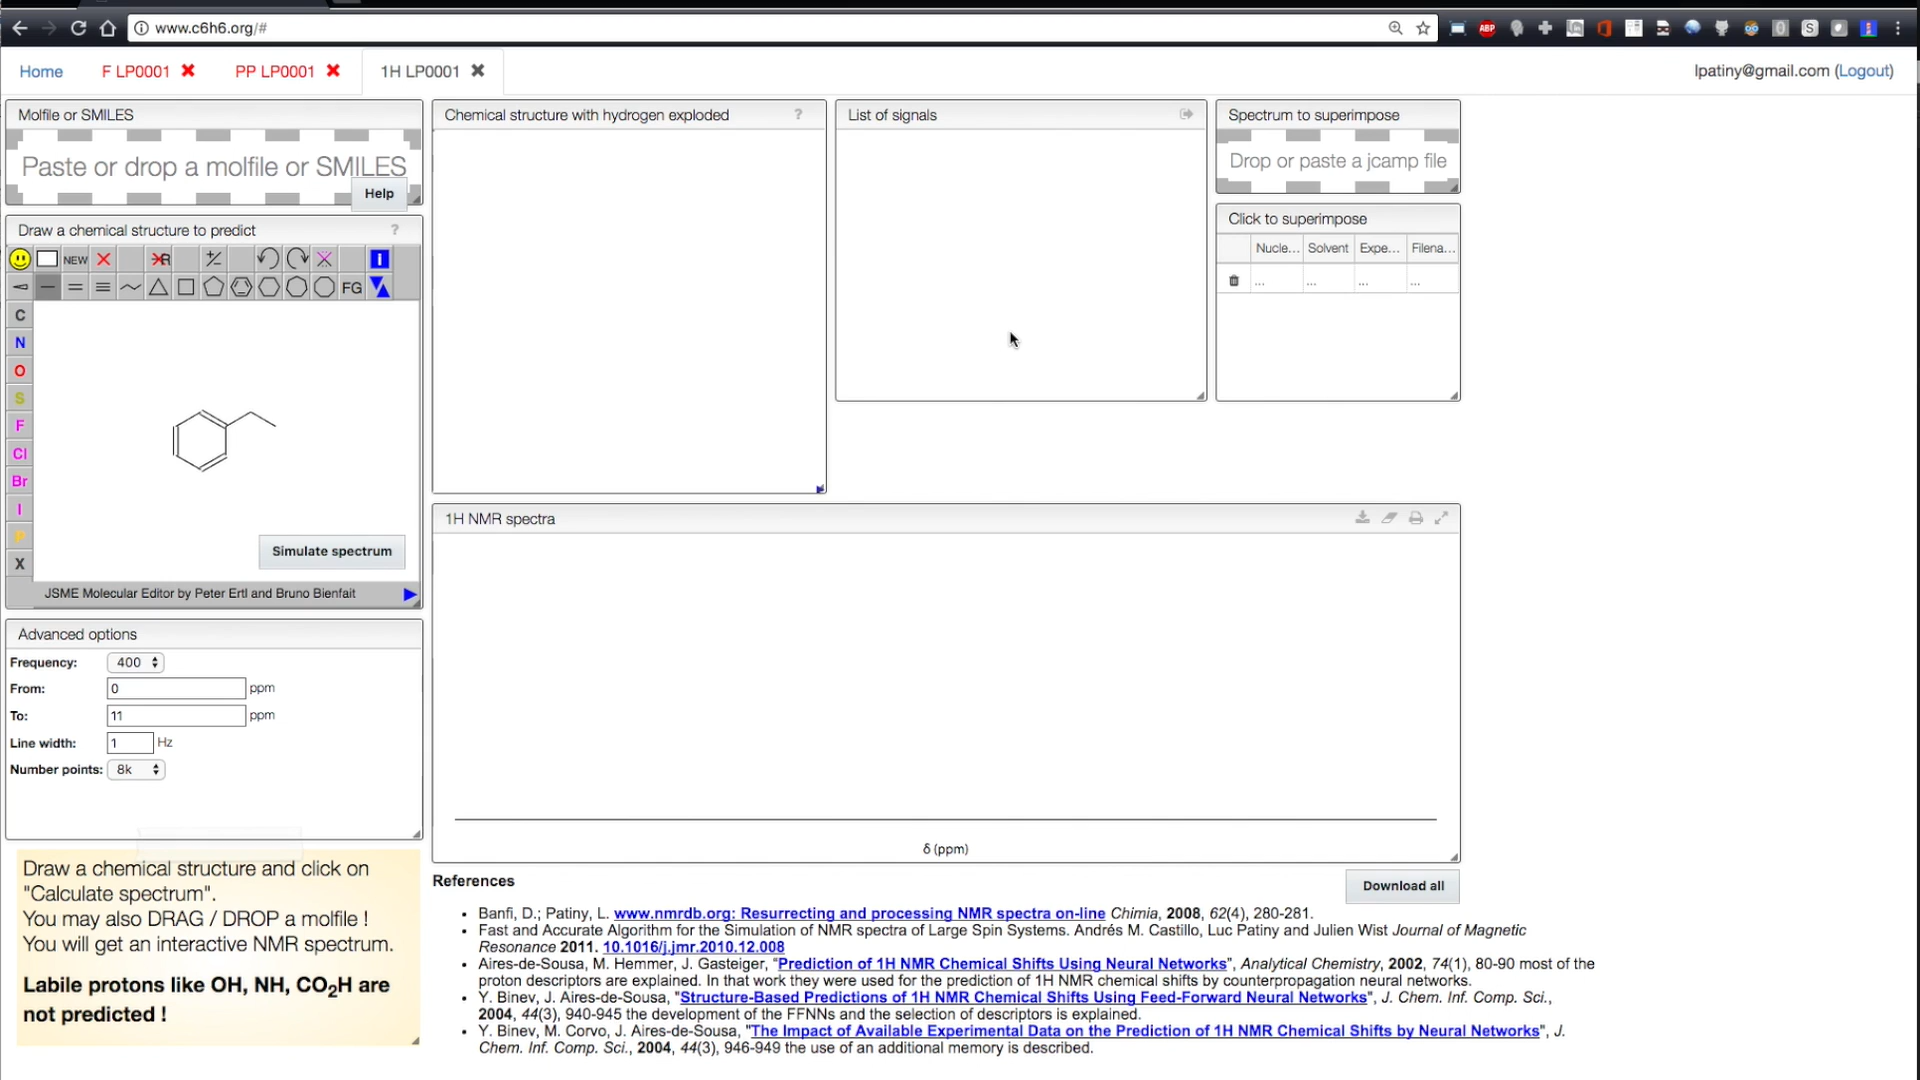 www.c6h6.org/#
ABP
S
Home
F LP0001
PP LP0001
1H LP0001
lpatiny@gmail.com (Logout)
Molfile or SMILES
Paste or drop a molfile or SMILES
Help
Draw a chemical structure to predict
?
NEW
R
+/-
i
FG
C
N
O
S
F
Cl
Br
I
P
X
Simulate spectrum
JSME Molecular Editor by Peter Ertl and Bruno Bienfait
Advanced options
Frequency: 400
From: 0 ppm
To: 11 ppm
Line width: 1 Hz
Number points: 8k
Draw a chemical structure and click on
"Calculate spectrum".
You may also DRAG / DROP a molfile !
You will get an interactive NMR spectrum.
Labile protons like OH, NH, CO2H are
not predicted !
Chemical structure with hydrogen exploded
?
List of signals
Spectrum to superimpose
Drop or paste a jcamp file
Click to superimpose
Nucle... Solvent Expe... Filena...
... ... ... ...
1H NMR spectra
δ (ppm)
References
Download all
• Banfi, D.; Patiny, L. www.nmrdb.org: Resurrecting and processing NMR spectra on-line Chimia, 2008, 62(4), 280-281.
• Fast and Accurate Algorithm for the Simulation of NMR spectra of Large Spin Systems. Andrés M. Castillo, Luc Patiny and Julien Wist Journal of Magnetic
Resonance 2011. 10.1016/j.jmr.2010.12.008
• Aires-de-Sousa, M. Hemmer, J. Gasteiger, "Prediction of 1H NMR Chemical Shifts Using Neural Networks", Analytical Chemistry, 2002, 74(1), 80-90 most of the
proton descriptors are explained. In that work they were used for the prediction of 1H NMR chemical shifts by counterpropagation neural networks.
• Y. Binev, J. Aires-de-Sousa, "Structure-Based Predictions of 1H NMR Chemical Shifts Using Feed-Forward Neural Networks", J. Chem. Inf. Comp. Sci.,
2004, 44(3), 940-945 the development of the FFNNs and the selection of descriptors is explained.
• Y. Binev, M. Corvo, J. Aires-de-Sousa, "The Impact of Available Experimental Data on the Prediction of 1H NMR Chemical Shifts by Neural Networks", J.
Chem. Inf. Comp. Sci., 2004, 44(3), 946-949 the use of an additional memory is described.